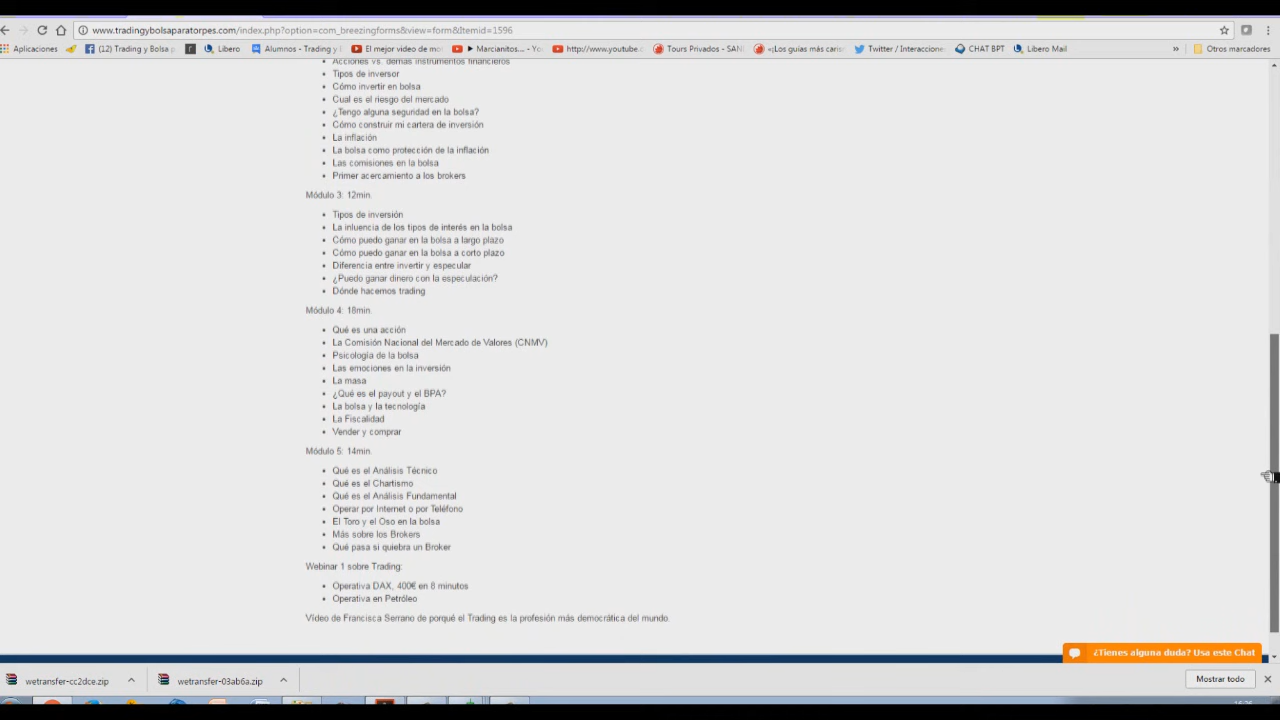 www.tradingybolsaparatorpes.com/index.php?option=com_breezingforms&view=form&Itemid=1596
Aplicaciones (12) Trading y Bolsa p Libero Alumnos - Trading y El mejor video de mo Marcianitos... - Yo http://www.youtube. Tours Privados - SAN «¡Los guías más caris Twitter / Interaccione CHAT BPT Libero Mail » Otros marcadores
Acciones vs. demás instrumentos financieros
Tipos de inversor
Cómo invertir en bolsa
Cual es el riesgo del mercado
¿Tengo alguna seguridad en la bolsa?
Cómo construir mi cartera de inversión
La inflación
La bolsa como protección de la inflación
Las comisiones en la bolsa
Primer acercamiento a los brokers
Módulo 3: 12min.
Tipos de inversión
La inluencia de los tipos de interés en la bolsa
Cómo puedo ganar en la bolsa a largo plazo
Cómo puedo ganar en la bolsa a corto plazo
Diferencia entre invertir y especular
¿Puedo ganar dinero con la especulación?
Dónde hacemos trading
Módulo 4: 18min.
Qué es una acción
La Comisión Nacional del Mercado de Valores (CNMV)
Psicología de la bolsa
Las emociones en la inversión
La masa
¿Qué es el payout y el BPA?
La bolsa y la tecnología
La Fiscalidad
Vender y comprar
Módulo 5: 14min.
Qué es el Análisis Técnico
Qué es el Chartismo
Qué es el Análisis Fundamental
Operar por Internet o por Teléfono
El Toro y el Oso en la bolsa
Más sobre los Brokers
Qué pasa si quiebra un Broker
Webinar 1 sobre Trading:
Operativa DAX, 400€ en 8 minutos
Operativa en Petróleo
Vídeo de Francisca Serrano de porqué el Trading es la profesión más democrática del mundo.
¿Tienes alguna duda? Usa este Chat
wetransfer-cc2dce.zip wetransfer-03ab6a.zip Mostrar todo